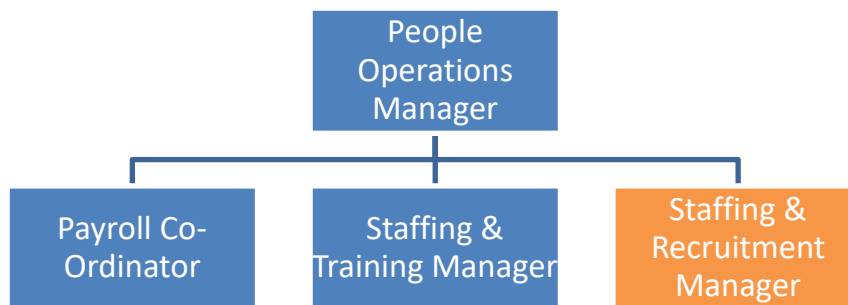 People
Operations
Manager
Payroll Co-
Ordinator
Staffing &
Training Manager
Staffing &
Recruitment
Manager